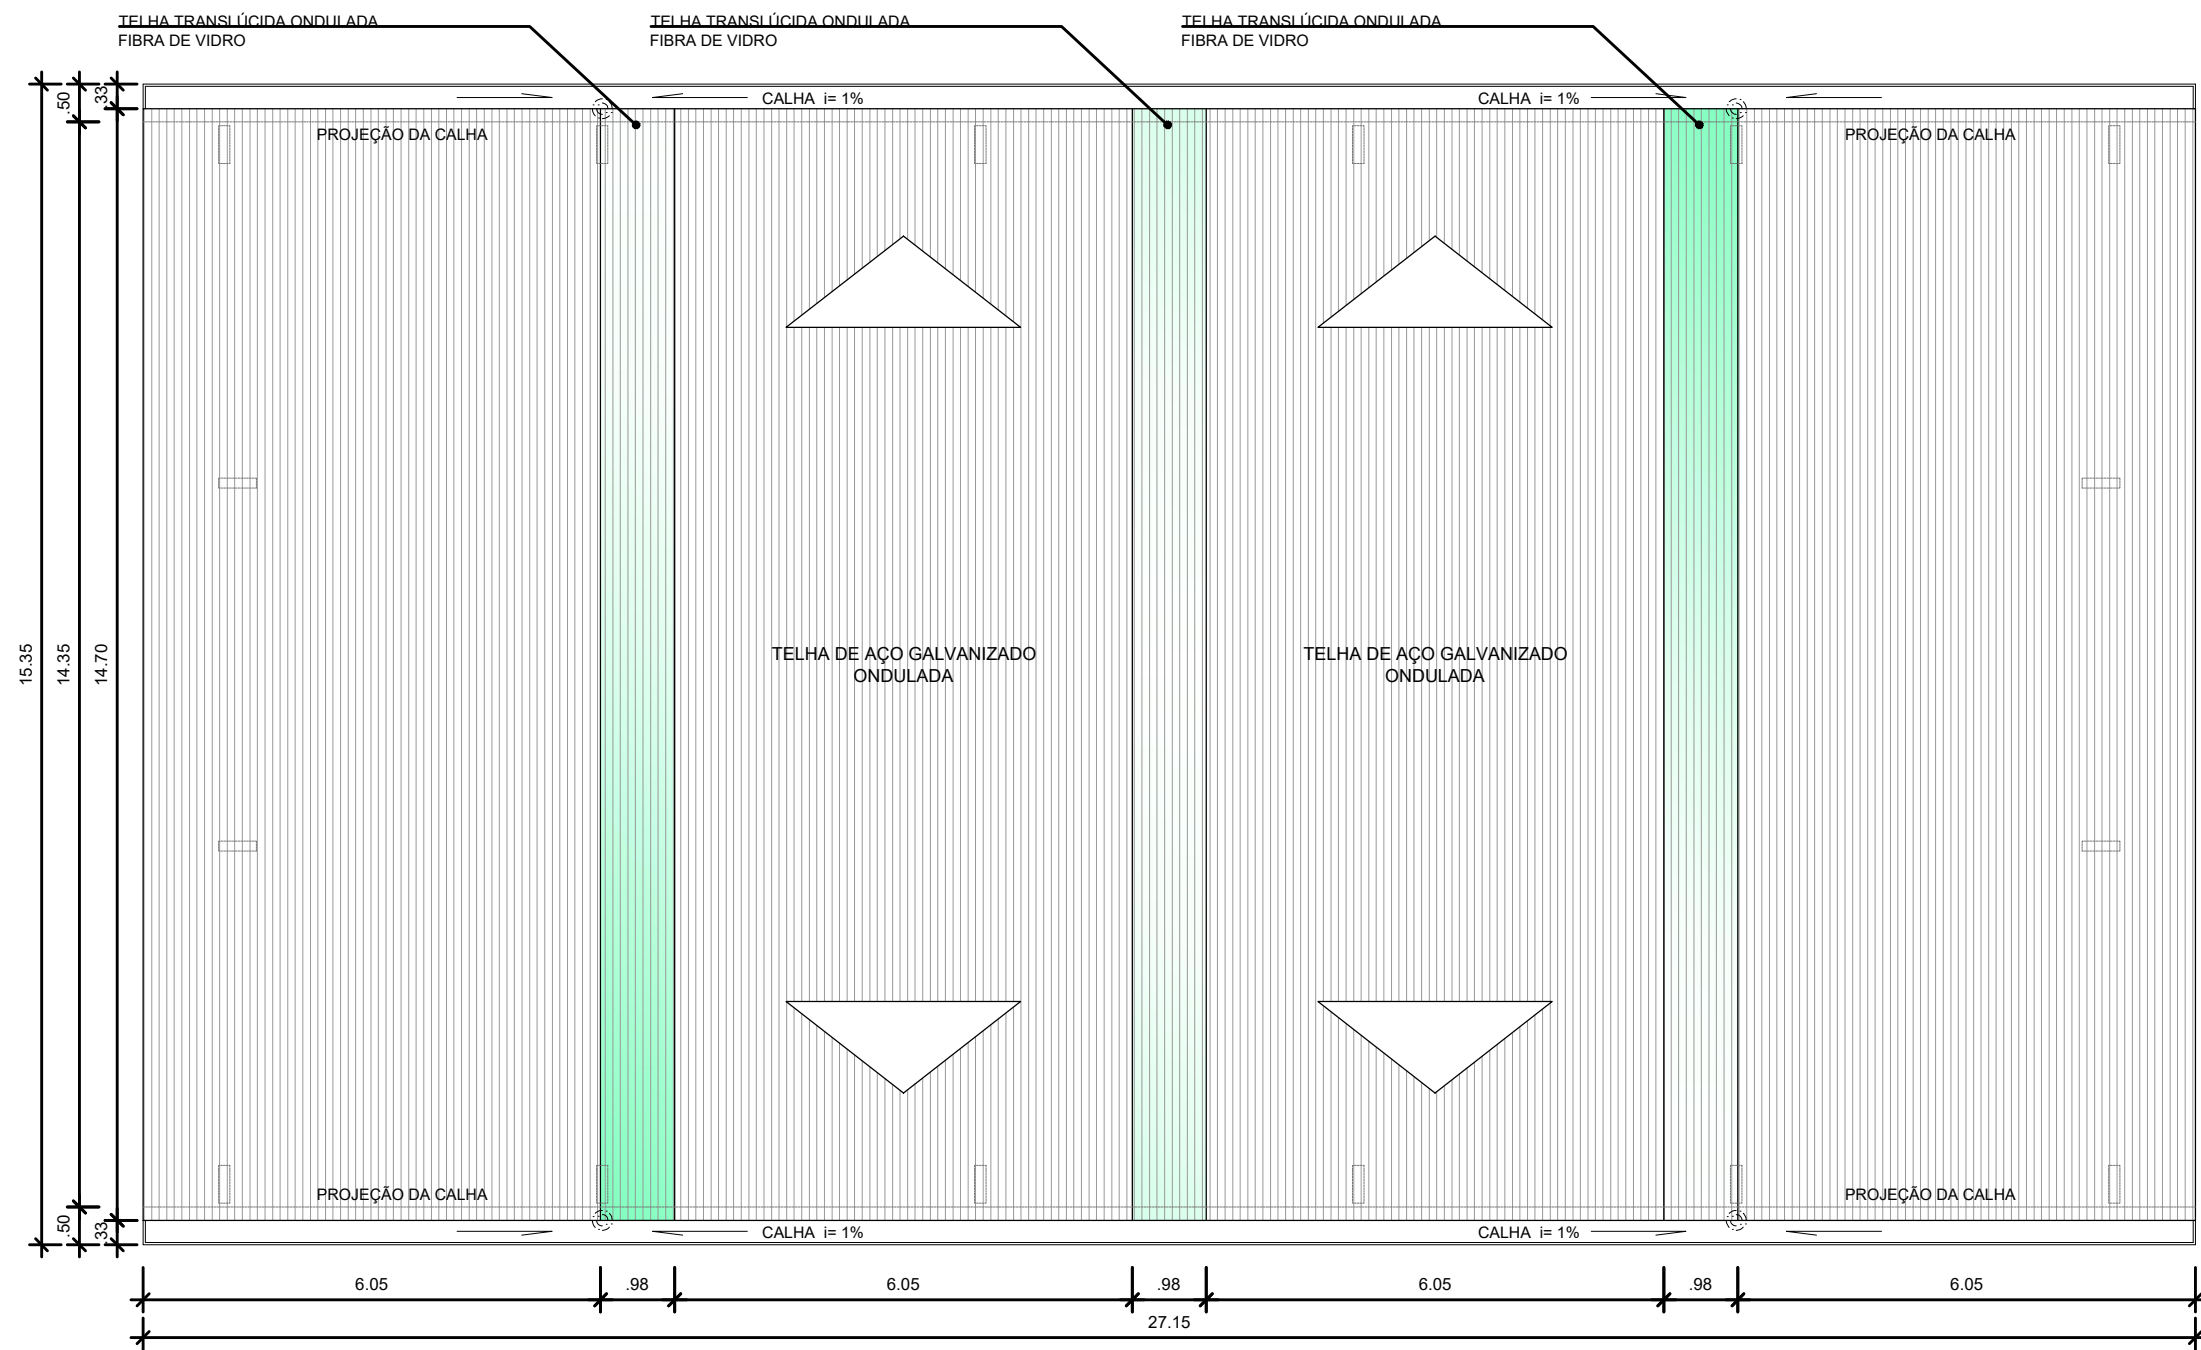 TELHA TRANSLÚCIDA ONDULADA
FIBRA DE VIDRO
TELHA TRANSLÚCIDA ONDULADA
FIBRA DE VIDRO
TELHA TRANSLÚCIDA ONDULADA
FIBRA DE VIDRO
.50
.33
CALHA i= 1%
CALHA i= 1%
PROJEÇÃO DA CALHA
PROJEÇÃO DA CALHA
15.35
14.35
14.70
TELHA DE AÇO GALVANIZADO
ONDULADA
TELHA DE AÇO GALVANIZADO
ONDULADA
PROJEÇÃO DA CALHA
PROJEÇÃO DA CALHA
.50
.33
CALHA i= 1%
CALHA i= 1%
6.05
.98
6.05
.98
6.05
.98
6.05
27.15